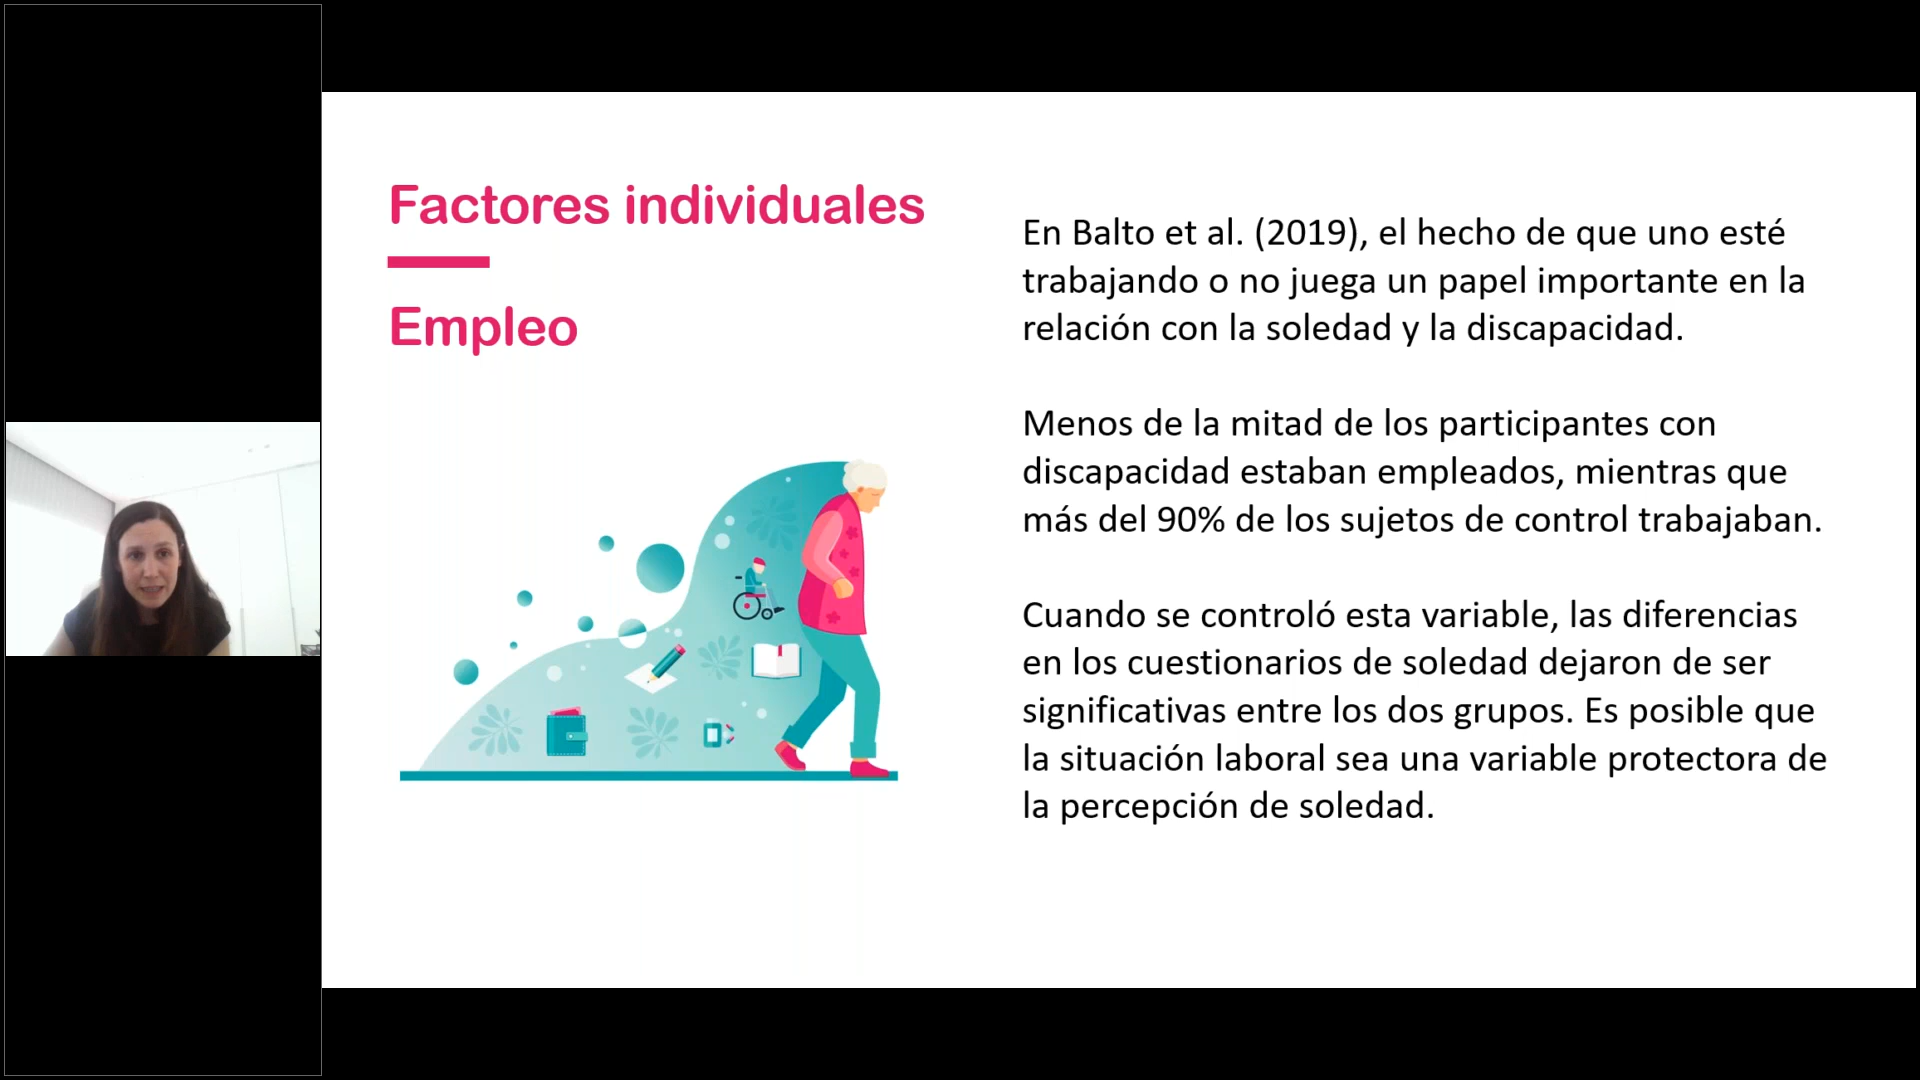 Factores individuales
Empleo
En Balto et al. (2019), el hecho de que uno esté
trabajando o no juega un papel importante en la
relación con la soledad y la discapacidad.
Menos de la mitad de los participantes con
discapacidad estaban empleados, mientras que
más del 90% de los sujetos de control trabajaban.
Cuando se controló esta variable, las diferencias
en los cuestionarios de soledad dejaron de ser
significativas entre los dos grupos. Es posible que
la situación laboral sea una variable protectora de
la percepción de soledad.